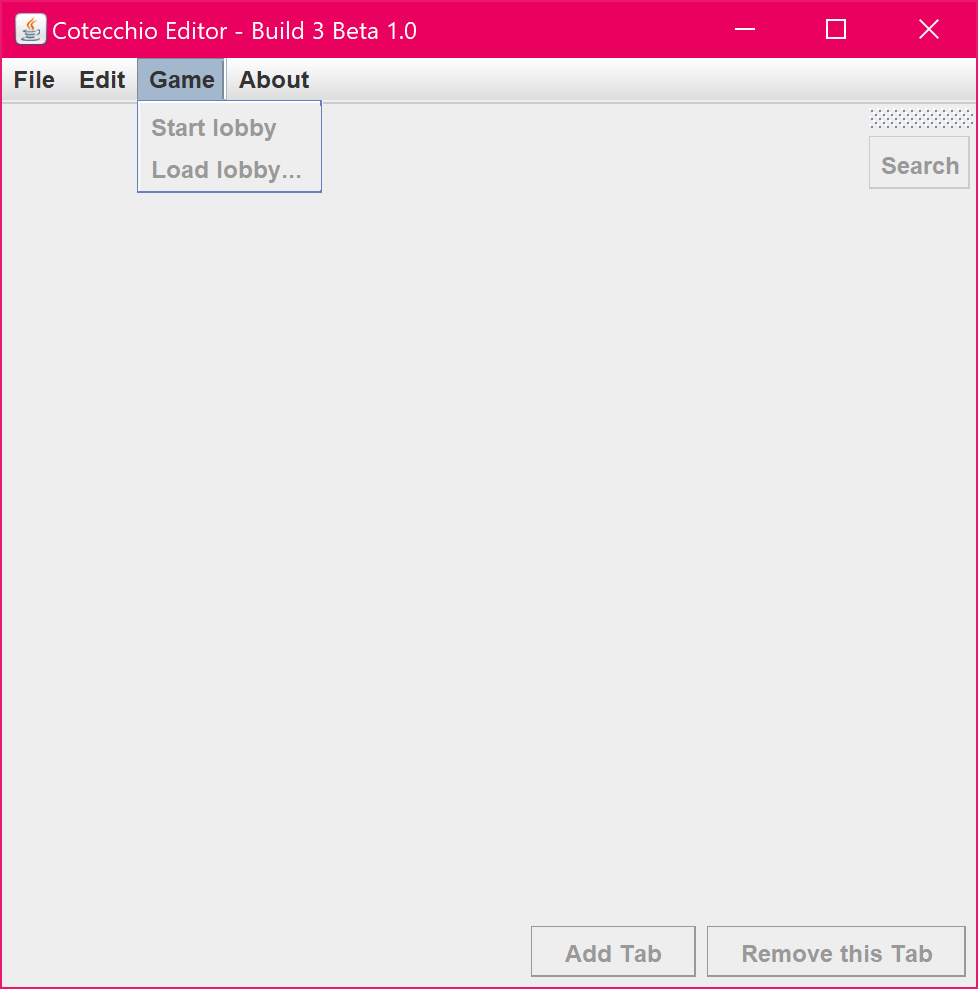 Cotecchio Editor - Build 3 Beta 1.0
File Edit Game About
Start lobby
Load lobby...
Search
Add Tab Remove this Tab